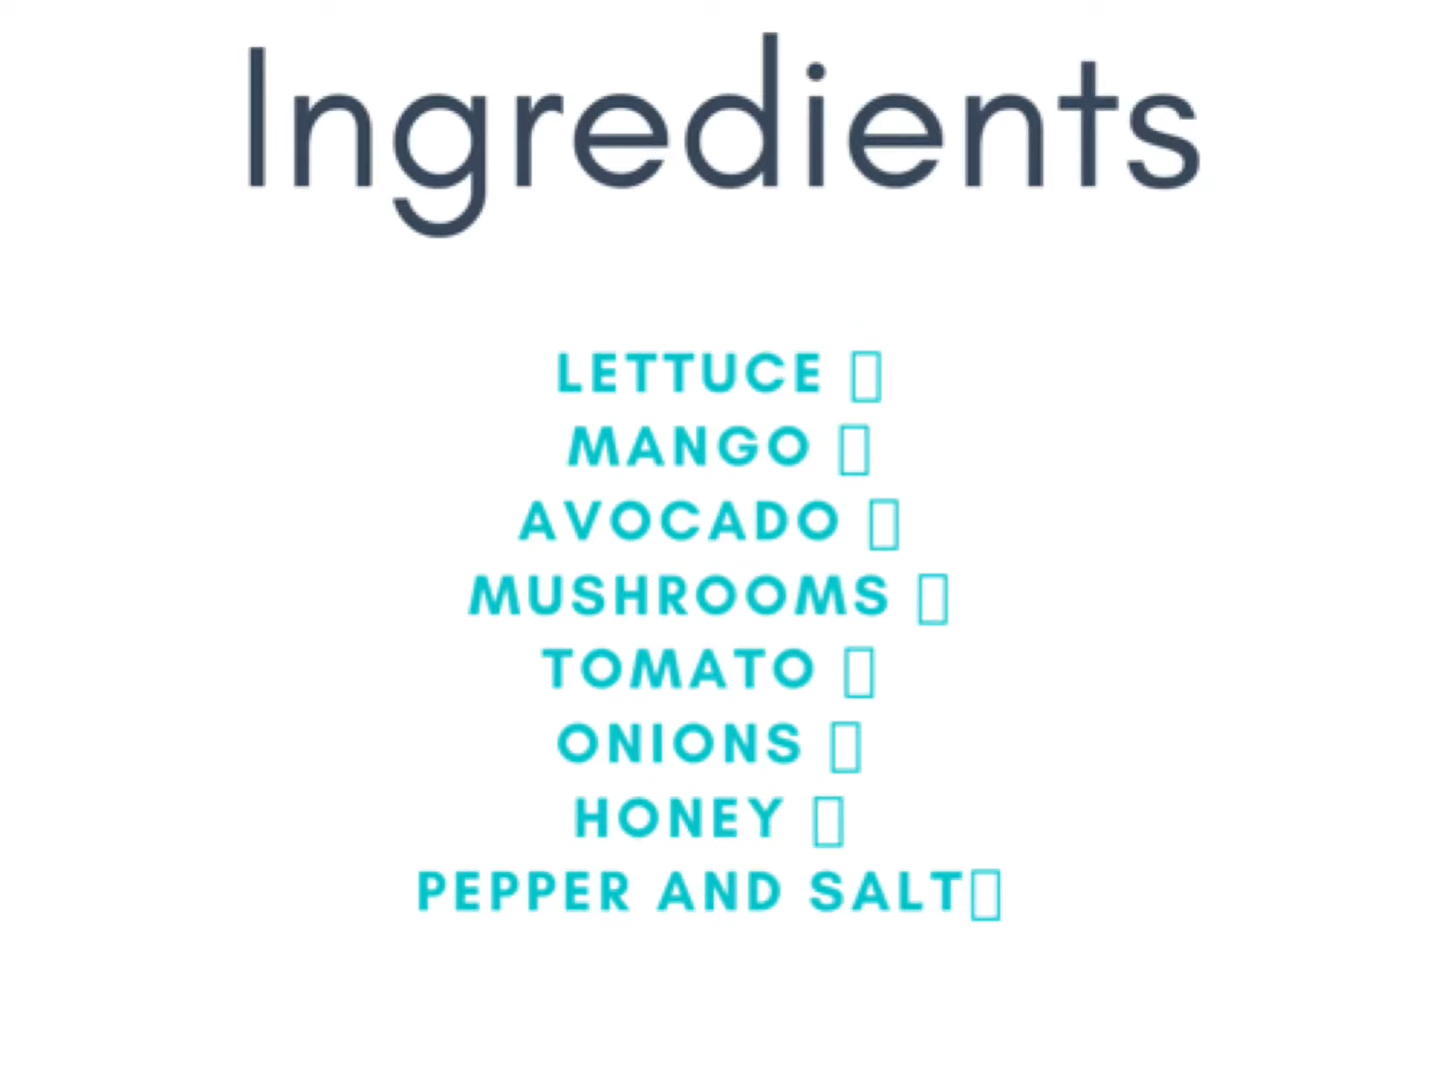 Ingredients
LETTUCE
MANGO
AVOCADO
MUSHROOMS
TOMATO
ONIONS
HONEY
PEPPER AND SALT